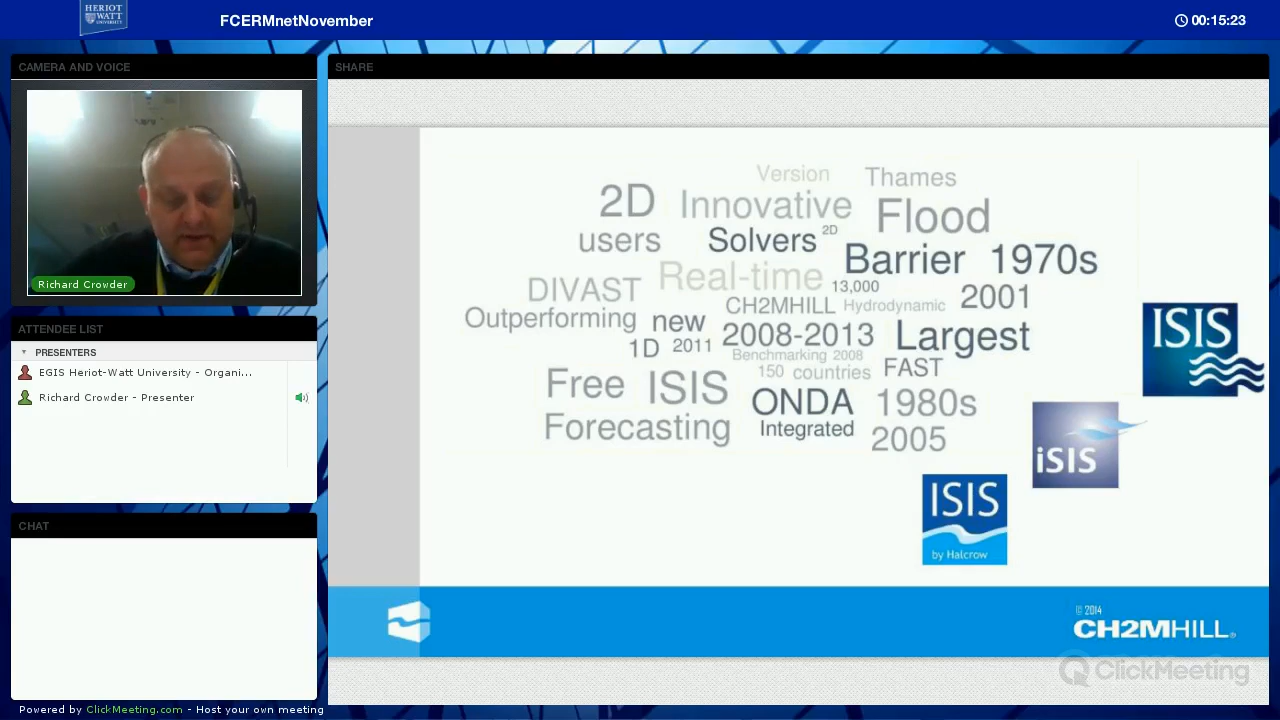 HERIOT
WATT
UNIVERSITY
FCERMnetNovember
00:15:23
CAMERA AND VOICE
Richard Crowder
ATTENDEE LIST
PRESENTERS
EGIS Heriot-Watt University - Organi...
Richard Crowder - Presenter
CHAT
SHARE
Version Thames
2D Innovative Flood
users Solvers 2D
Barrier 1970s
DIVAST Real-time 13,000
CH2MHILL Hydrodynamic 2001
Outperforming new 2008-2013 Largest
1D 2011 Benchmarking 2008
150 countries FAST
Free ISIS ONDA 1980s
Forecasting Integrated 2005
ISIS
iSIS
ISIS
by Halcrow
© 2014
CH2MHILL®
ClickMeeting
Powered by ClickMeeting.com - Host your own meeting